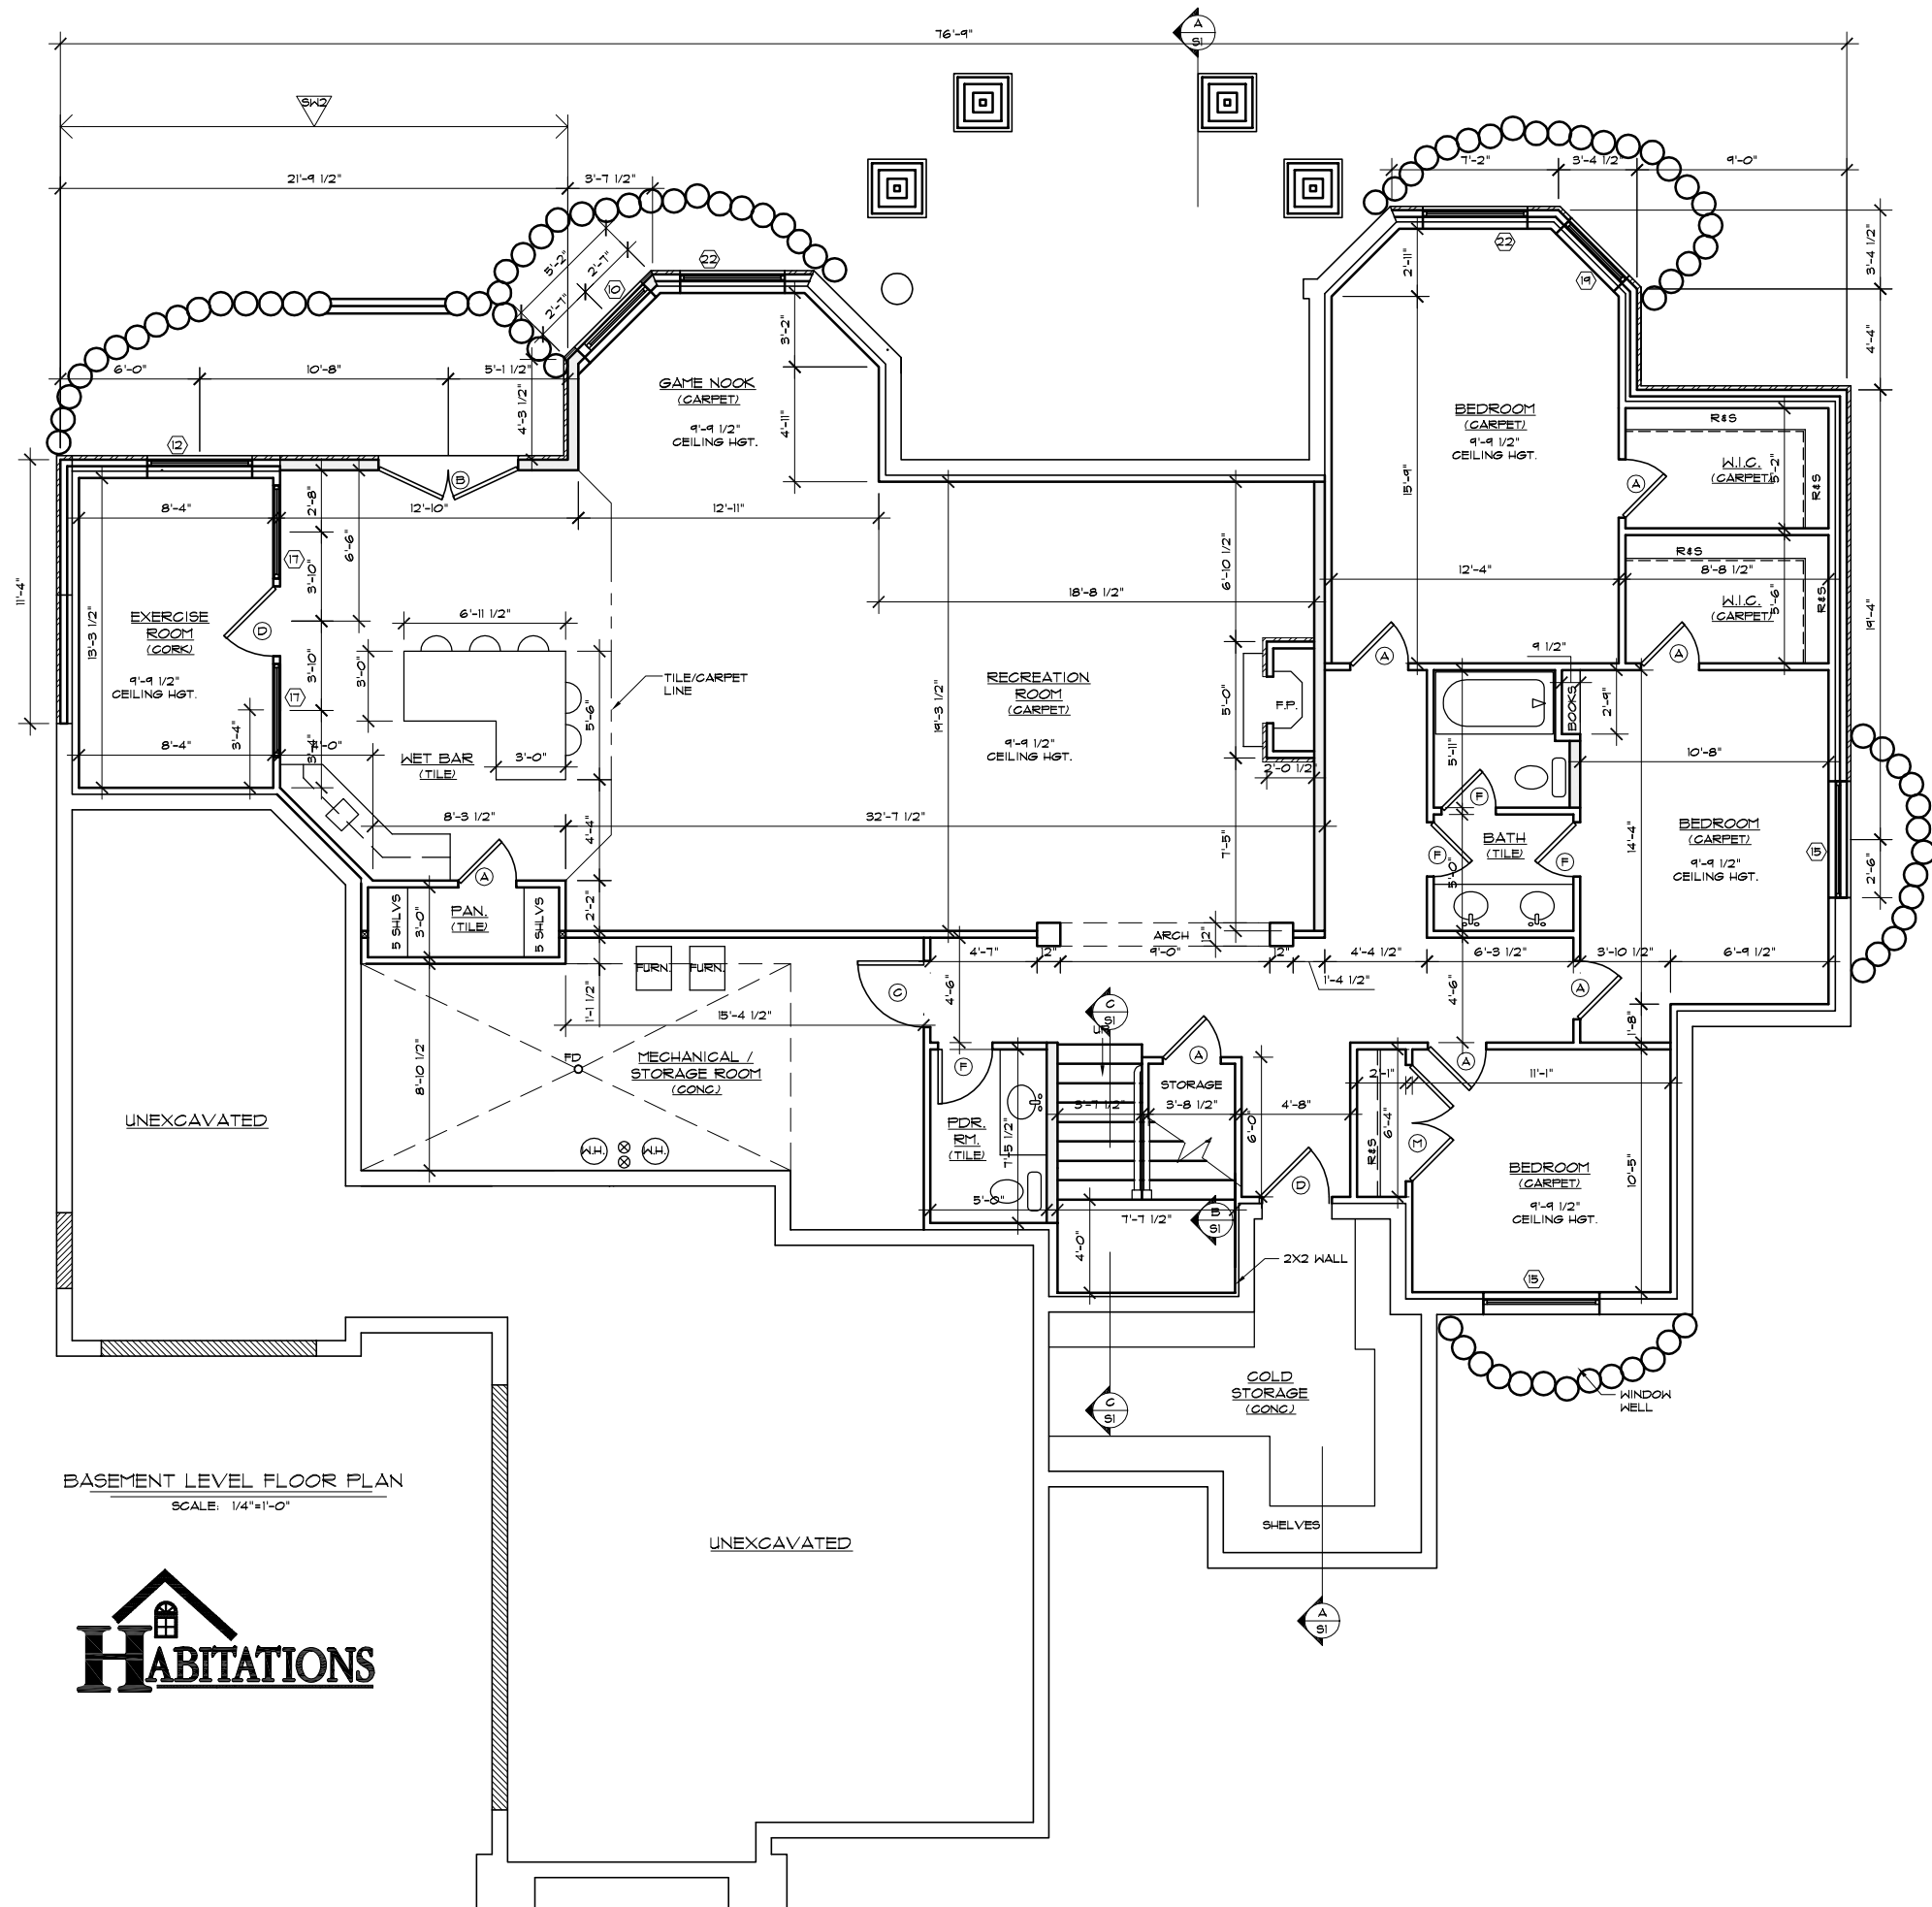 76'-9"
A
S1
SW2
21'-9 1/2"
3'-7 1/2"
7'-2"
3'-4 1/2"
9'-0"
5'-2"
2'-7"
2'-7"
10
22
22
19
3'-4 1/2"
4'-4"
6'-0"
10'-8"
5'-1 1/2"
4'-3 1/2"
3'-2"
4'-11"
2'-11"
15'-9"
GAME NOOK
(CARPET)
9'-9 1/2"
CEILING HGT.
BEDROOM
(CARPET)
9'-9 1/2"
CEILING HGT.
R&S
W.I.C.
(CARPET)
5'-2"
R&S
A
12
B
11'-4"
8'-4"
2'-8"
6'-6"
12'-10"
12'-11"
17
3'-10"
13'-3 1/2"
EXERCISE
ROOM
(CORK)
9'-9 1/2"
CEILING HGT.
D
6'-11 1/2"
3'-10"
3'-0"
17
5'-6"
TILE/CARPET
LINE
18'-8 1/2"
6'-10 1/2"
19'-3 1/2"
RECREATION
ROOM
(CARPET)
9'-9 1/2"
CEILING HGT.
5'-0"
F.P.
2'-0 1/2"
12'-4"
8'-8 1/2"
R&S
W.I.C.
(CARPET)
5'-6"
R&S
19'-4"
A
A
9 1/2"
BOOKS
2'-9"
8'-4"
3'-4"
4'-0"
3'-4"
WET BAR
(TILE)
3'-0"
5'-11"
10'-8"
8'-3 1/2"
4'-4"
32'-7 1/2"
7'-5"
F
F
F
BATH
(TILE)
5'-0"
14'-4"
BEDROOM
(CARPET)
9'-9 1/2"
CEILING HGT.
15
2'-6"
A
5 SHLVS
3'-0"
PAN.
(TILE)
5 SHLVS
2'-2"
ARCH
12"
4'-7"
12"
9'-0"
12"
1'-4 1/2"
4'-4 1/2"
6'-3 1/2"
3'-10 1/2"
6'-9 1/2"
FURN.
FURN.
1'-1 1/2"
15'-4 1/2"
C
4'-6"
C
S1
UP
4'-6"
A
1'-8"
8'-10 1/2"
FD
MECHANICAL /
STORAGE ROOM
(CONC)
F
A
STORAGE
A
2'-1"
11'-1"
UNEXCAVATED
3'-7 1/2"
3'-8 1/2"
4'-8"
PDR.
RM.
(TILE)
7'-5 1/2"
6'-0"
R&S
6'-4"
M
W.H.
W.H.
BEDROOM
(CARPET)
9'-9 1/2"
CEILING HGT.
10'-5"
D
5'-0"
7'-7 1/2"
B
S1
4'-0"
2X2 WALL
15
COLD
STORAGE
(CONC)
WINDOW
WELL
C
S1
BASEMENT LEVEL FLOOR PLAN
SCALE: 1/4"=1'-0"
UNEXCAVATED
SHELVES
A
S1
HABITATIONS